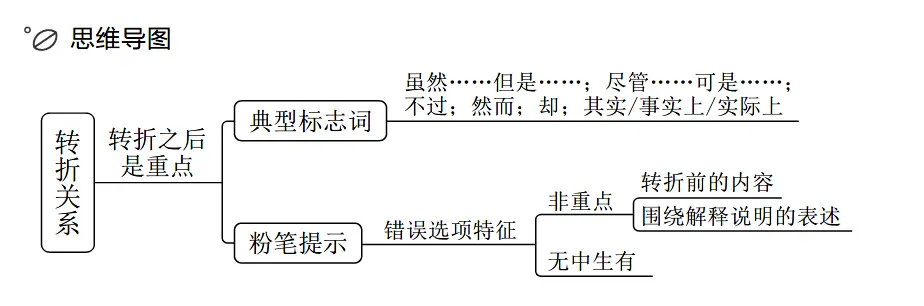 思维导图
转折关系
转折之后
是重点
典型标志词
虽然……但是……；尽管……可是……；
不过；然而；却；其实/事实上/实际上
粉笔提示
错误选项特征
非重点
转折前的内容
围绕解释说明的表述
无中生有